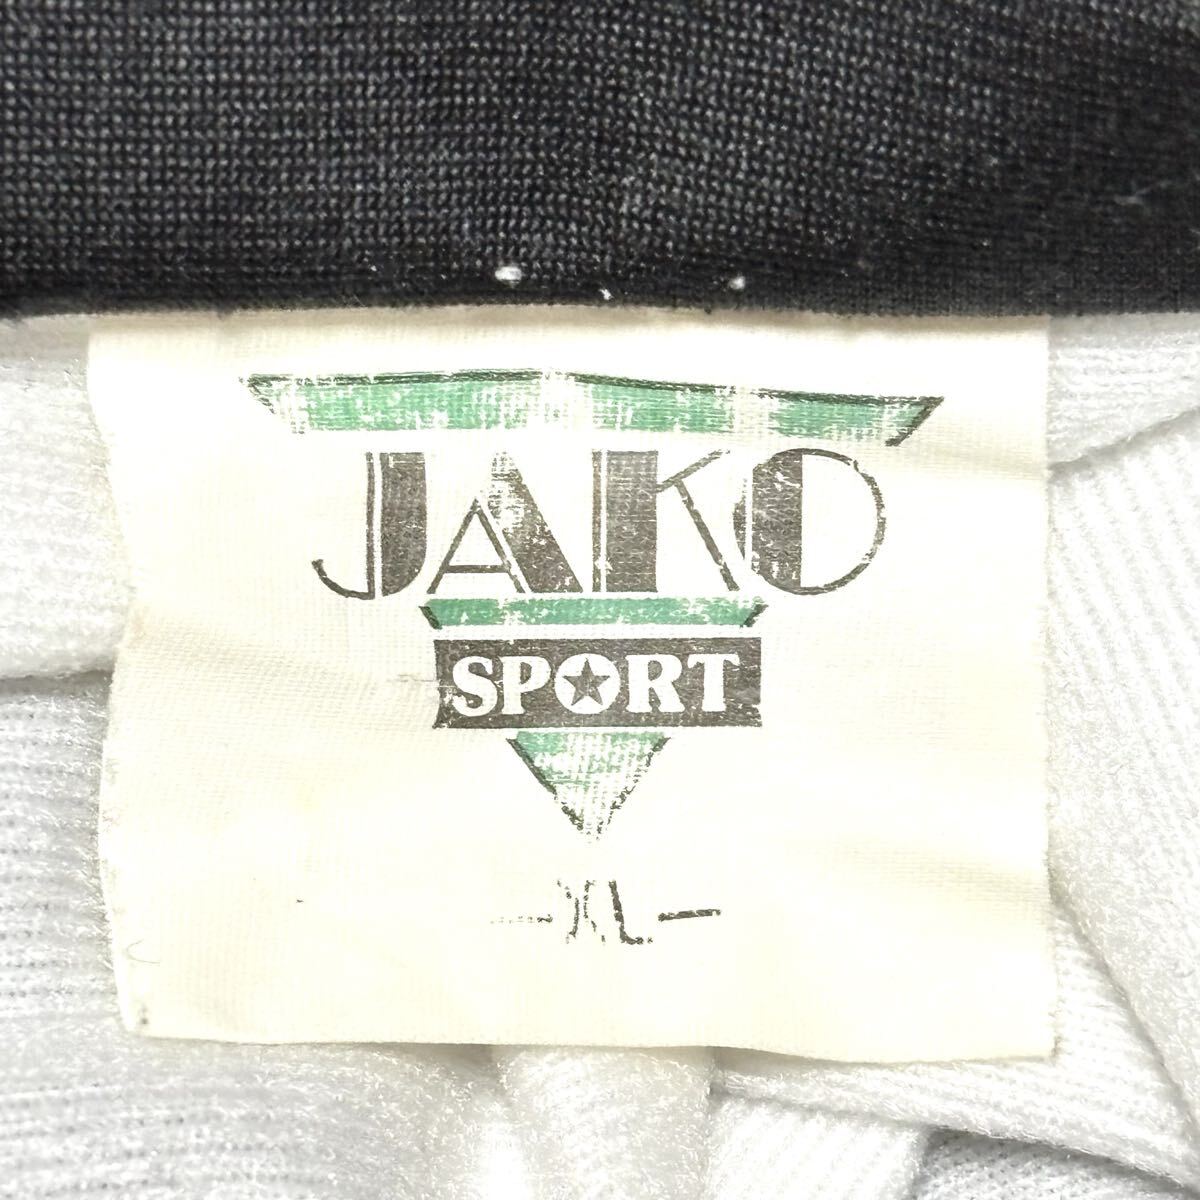 JAKO
SPORT
- XL -